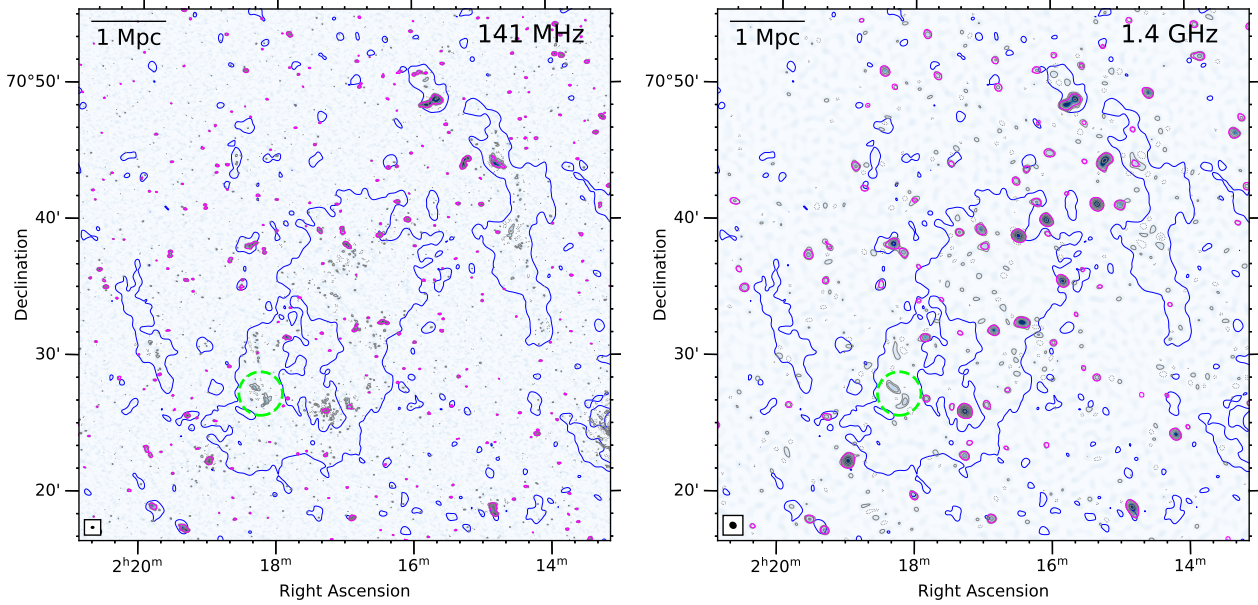 1 Mpc
141 MHz
70°50'
40'
30'
20'
Declination
2ʰ20ᵐ
18ᵐ
16ᵐ
14ᵐ
Right Ascension
1 Mpc
1.4 GHz
70°50'
40'
30'
20'
Declination
2ʰ20ᵐ
18ᵐ
16ᵐ
14ᵐ
Right Ascension